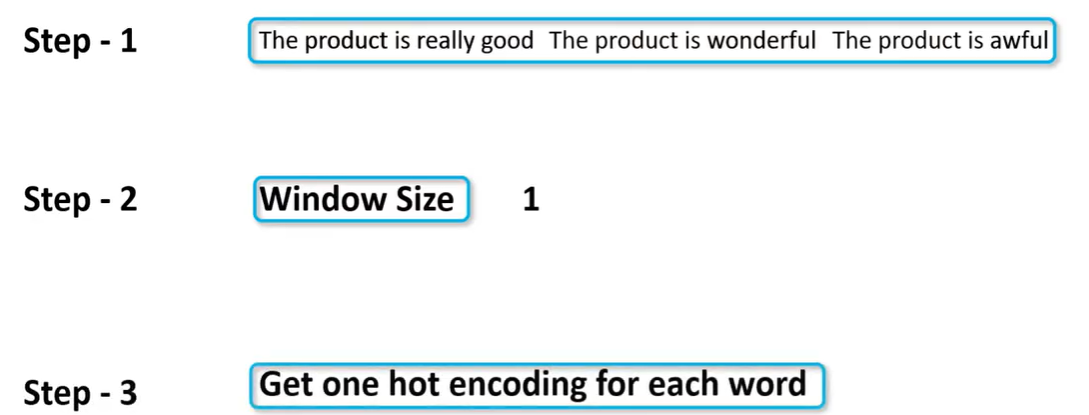 Step - 1 The product is really good The product is wonderful The product is awful
Step - 2 Window Size 1
Step - 3 Get one hot encoding for each word